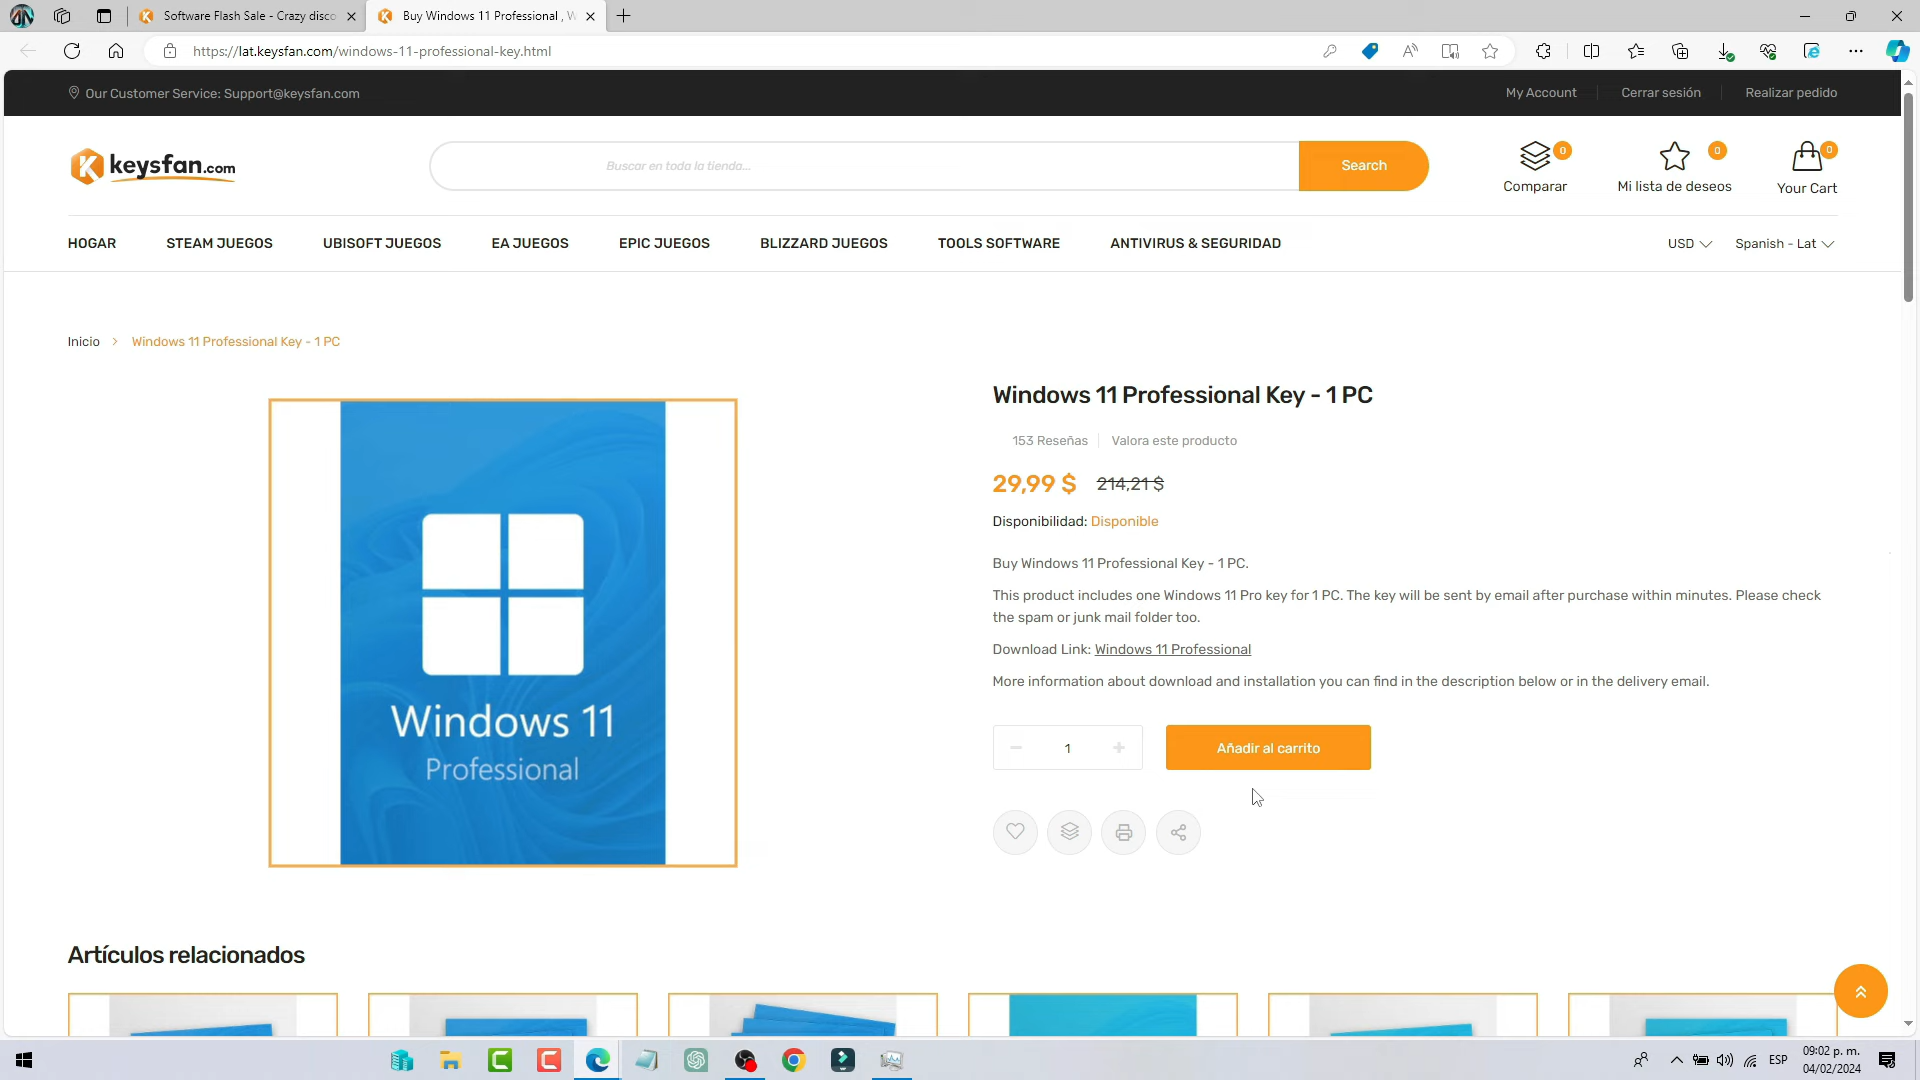 Software Flash Sale - Crazy disco
Buy Windows 11 Professional , W
https://lat.keysfan.com/windows-11-professional-key.html
Our Customer Service: Support@keysfan.com
My Account
Cerrar sesión
Realizar pedido
keysfan.com
Buscar en toda la tienda...
Search
0
Comparar
0
Mi lista de deseos
0
Your Cart
HOGAR
STEAM JUEGOS
UBISOFT JUEGOS
EA JUEGOS
EPIC JUEGOS
BLIZZARD JUEGOS
TOOLS SOFTWARE
ANTIVIRUS & SEGURIDAD
USD
Spanish - Lat
Inicio > Windows 11 Professional Key - 1 PC
Windows 11
Professional
Windows 11 Professional Key - 1 PC
153 Reseñas
Valora este producto
29,99 $ 214,21 $
Disponibilidad: Disponible
Buy Windows 11 Professional Key - 1 PC.
This product includes one Windows 11 Pro key for 1 PC. The key will be sent by email after purchase within minutes. Please check
the spam or junk mail folder too.
Download Link: Windows 11 Professional
More information about download and installation you can find in the description below or in the delivery email.
1
Añadir al carrito
Artículos relacionados
ESP
09:02 p. m.
04/02/2024